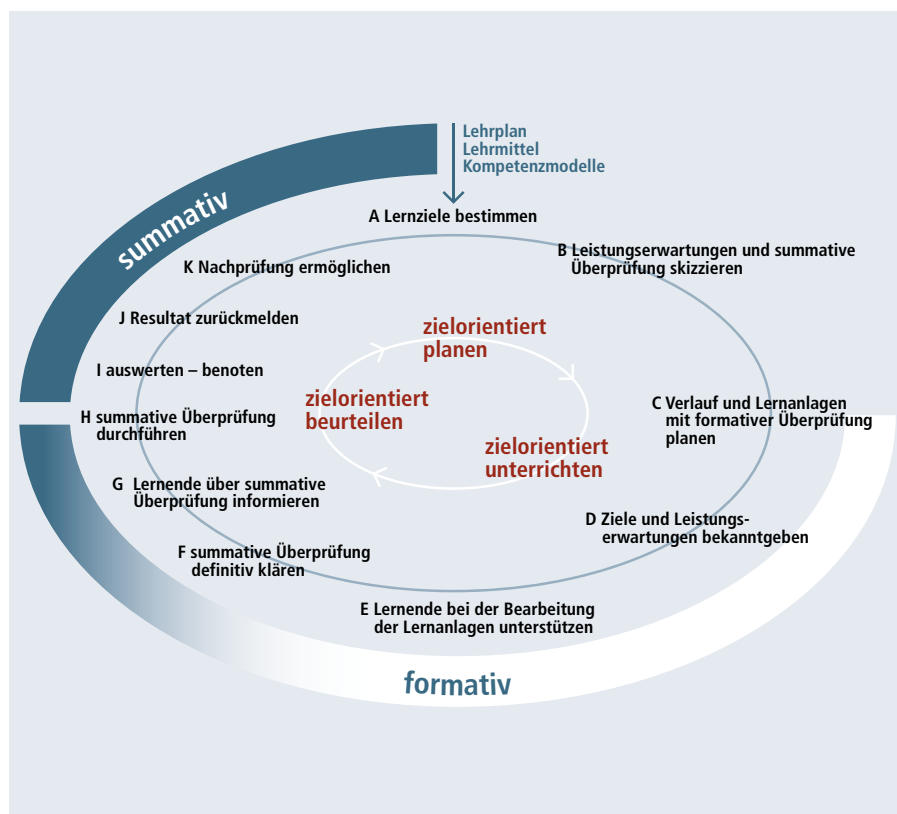 Lehrplan
Lehrmittel
Kompetenzmodelle
summativ
A Lernziele bestimmen
B Leistungserwartungen und summative
Überprüfung skizzieren
K Nachprüfung ermöglichen
J Resultat zurückmelden
zielorientiert
planen
I auswerten – benoten
zielorientiert
beurteilen
C Verlauf und Lernanlagen
mit formativer Überprüfung
planen
H summative Überprüfung
durchführen
zielorientiert
unterrichten
G Lernende über summative
Überprüfung informieren
D Ziele und Leistungs-
erwartungen bekanntgeben
F summative Überprüfung
definitiv klären
E Lernende bei der Bearbeitung
der Lernanlagen unterstützen
formativ